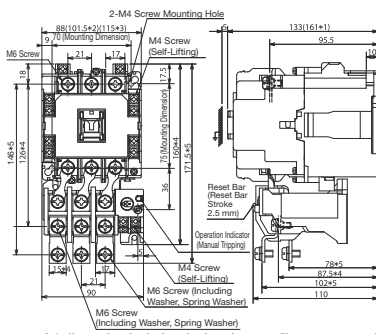 2-M4 Screw Mounting Hole
88(101.5*2)(115*3)
70 (Mounting Dimension)
9
21
17
M6 Screw
M4 Screw
(Self-Lifting)
18
17.5
146*5
126*4
75 (Mounting Dimension)
160*4
171.5*5
36
Operation Indicator
(Manual Tripping)
5
15*4
17
21
90
M4 Screw
(Self-Lifting)
M6 Screw (Including
Washer, Spring Washer)
M6 Screw
(Including Washer, Spring Washer)
5
133(161*1)
95.5
10
Reset Bar
(Reset Bar
Stroke
2.5 mm)
78*5
87.5*4
102*5
110